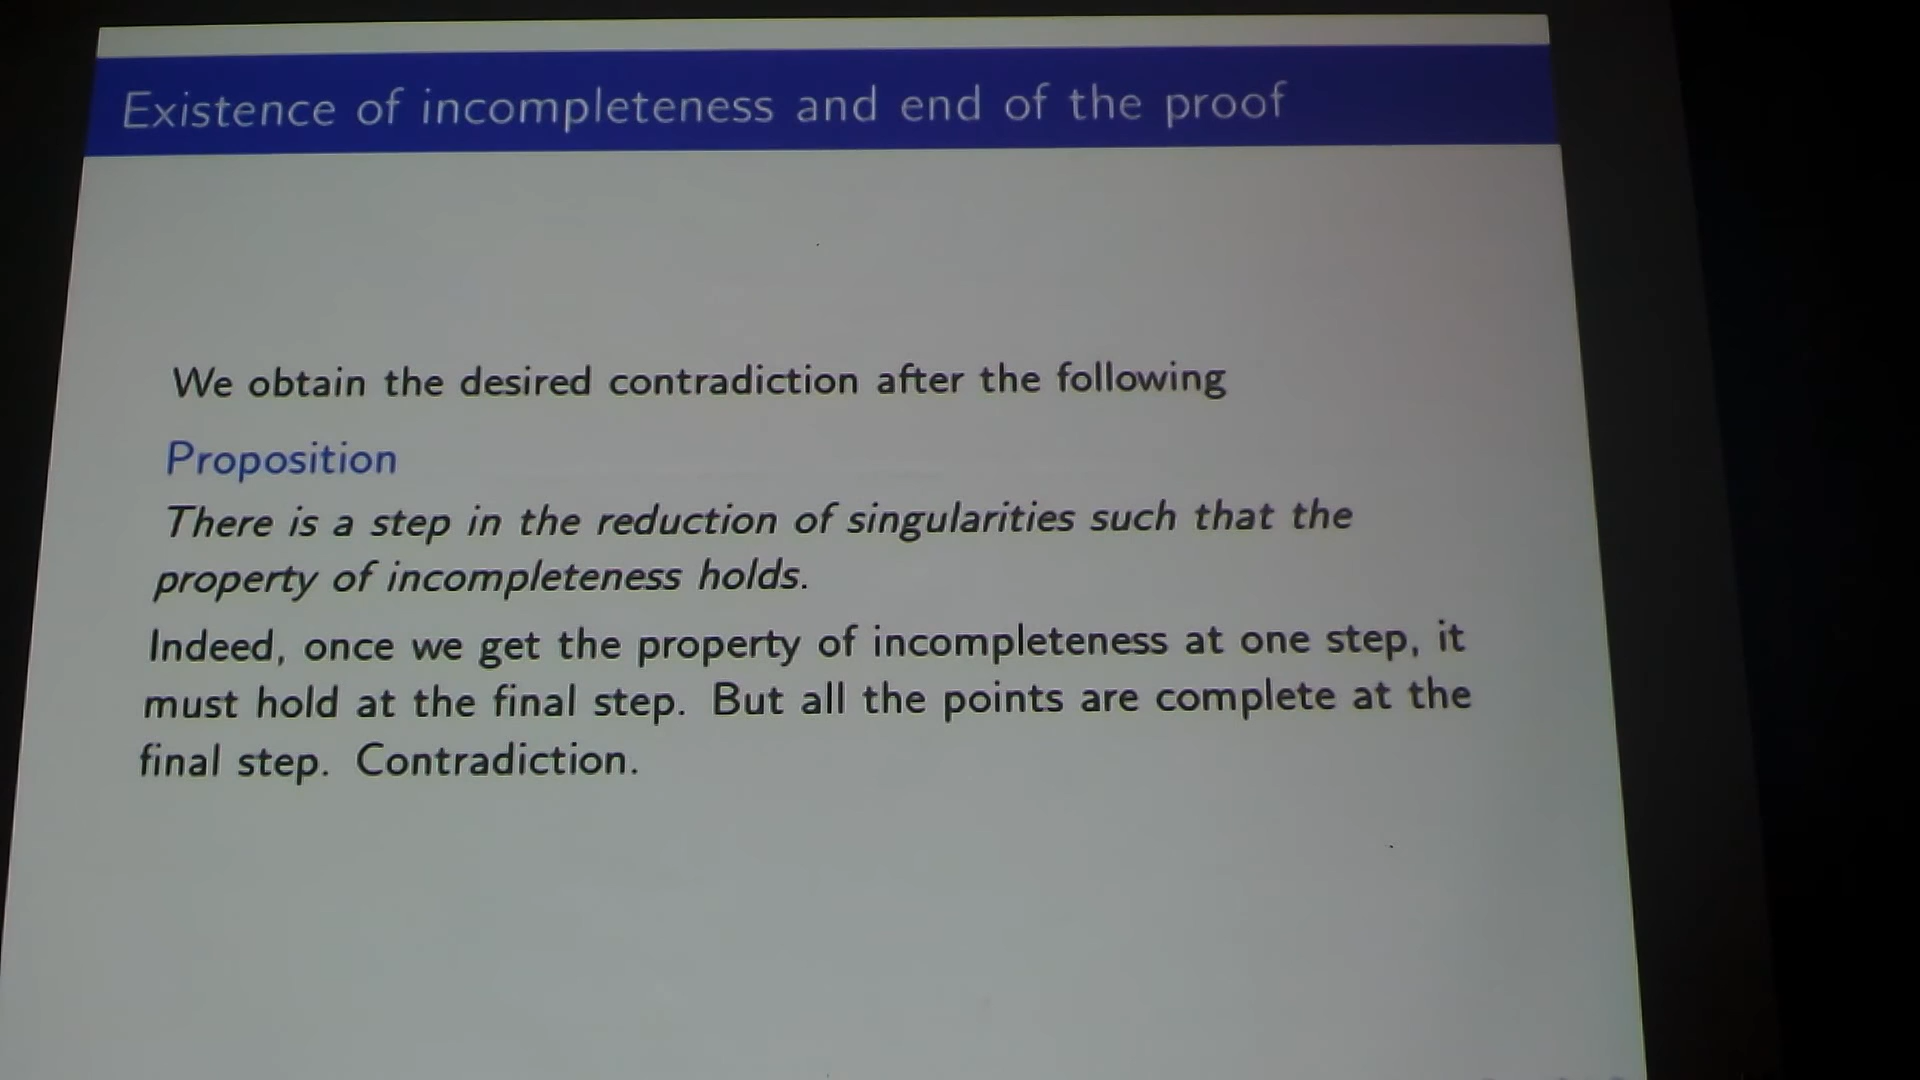 Existence of incompleteness and end of the proof
We obtain the desired contradiction after the following
Proposition
There is a step in the reduction of singularities such that the
property of incompleteness holds.
Indeed, once we get the property of incompleteness at one step, it
must hold at the final step. But all the points are complete at the
final step. Contradiction.